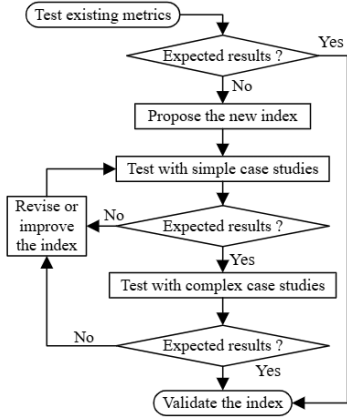 Test existing metrics
Expected results ?
Yes
No
Propose the new index
Test with simple case studies
Revise or
improve
the index
No
Expected results ?
Yes
Test with complex case studies
No
Expected results ?
Yes
Validate the index